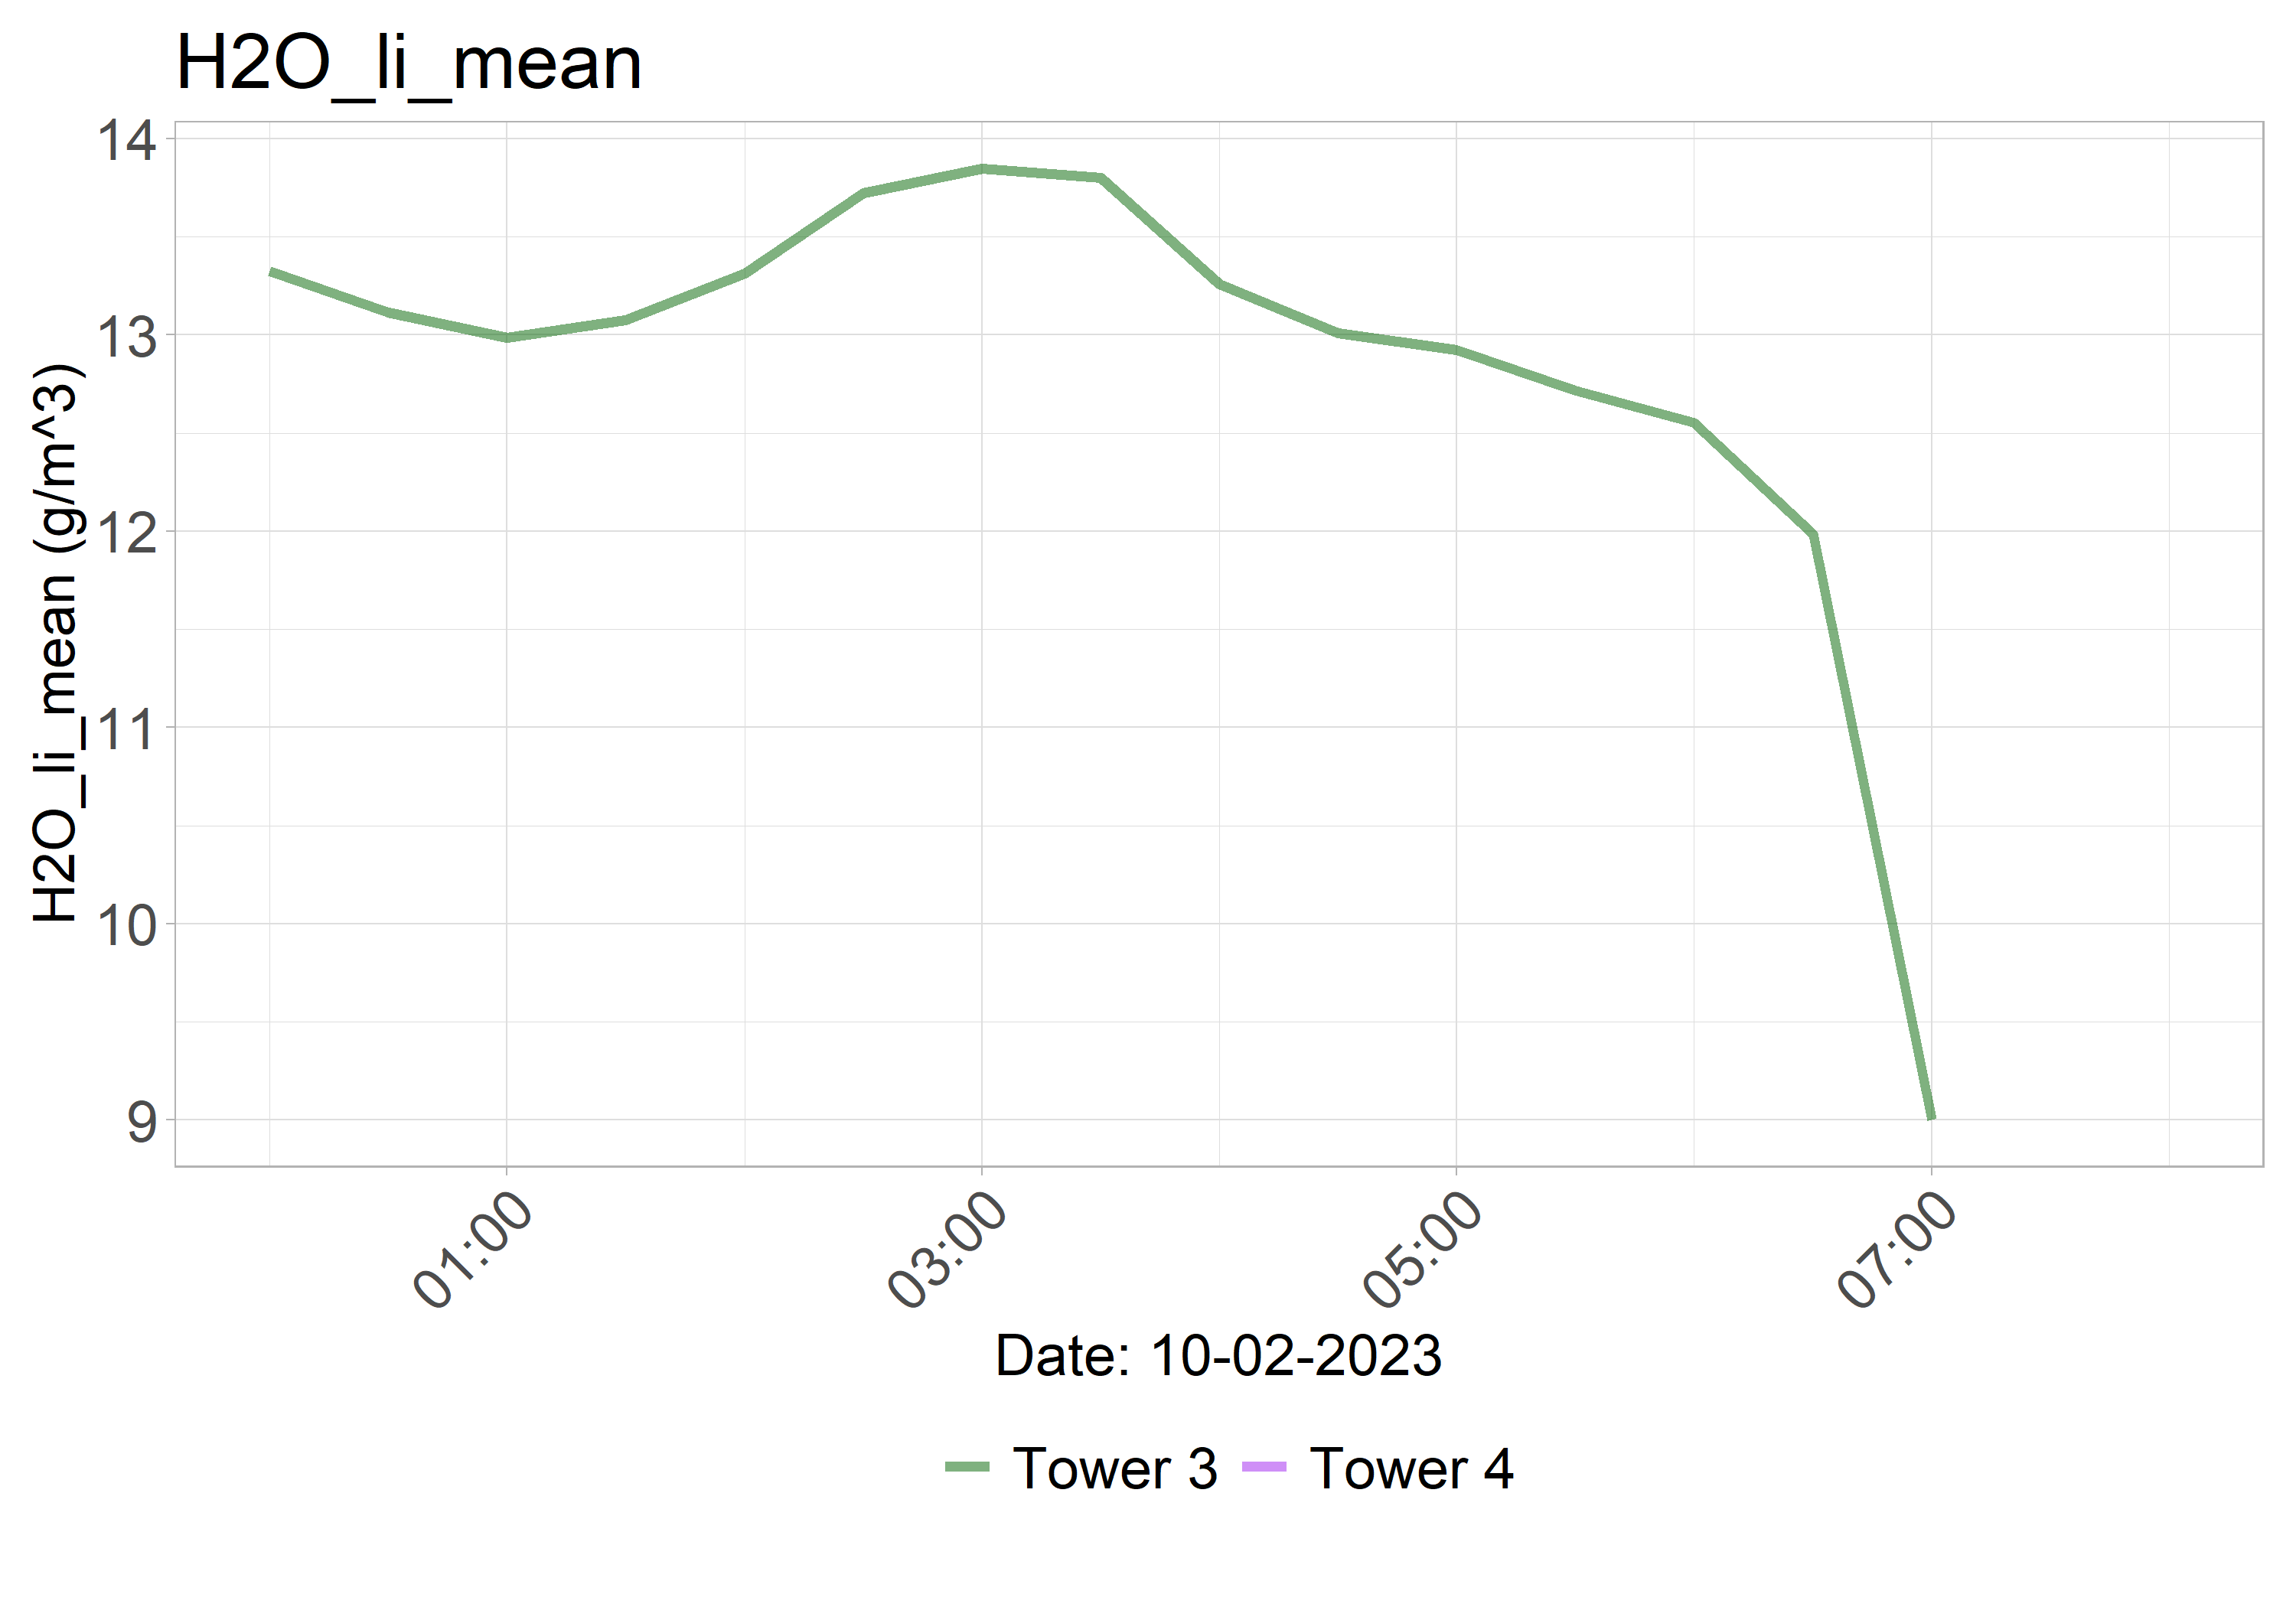 H2O_li_mean
H2O_li_mean (g/m^3)
14
13
12
11
10
9
01:00
03:00
05:00
07:00
Date: 10-02-2023
Tower 3
Tower 4